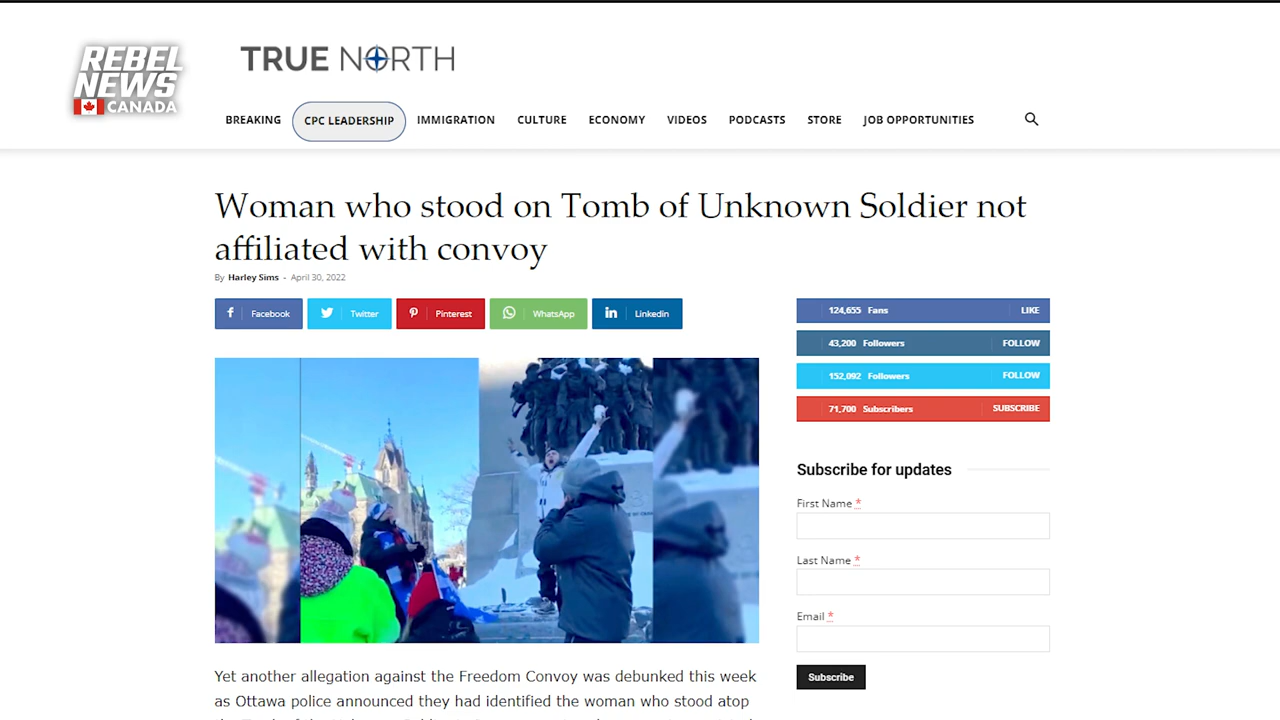 REBEL
NEWS
CANADA
TRUE NORTH
BREAKING CPC LEADERSHIP IMMIGRATION CULTURE ECONOMY VIDEOS PODCASTS STORE JOB OPPORTUNITIES
Woman who stood on Tomb of Unknown Soldier not
affiliated with convoy
By Harley Sims - April 30, 2022
Facebook Twitter Pinterest WhatsApp Linkedin
124,655 Fans LIKE
43,200 Followers FOLLOW
152,092 Followers FOLLOW
71,700 Subscribers SUBSCRIBE
Subscribe for updates
First Name *
Last Name *
Email *
Subscribe
Yet another allegation against the Freedom Convoy was debunked this week
as Ottawa police announced they had identified the woman who stood atop